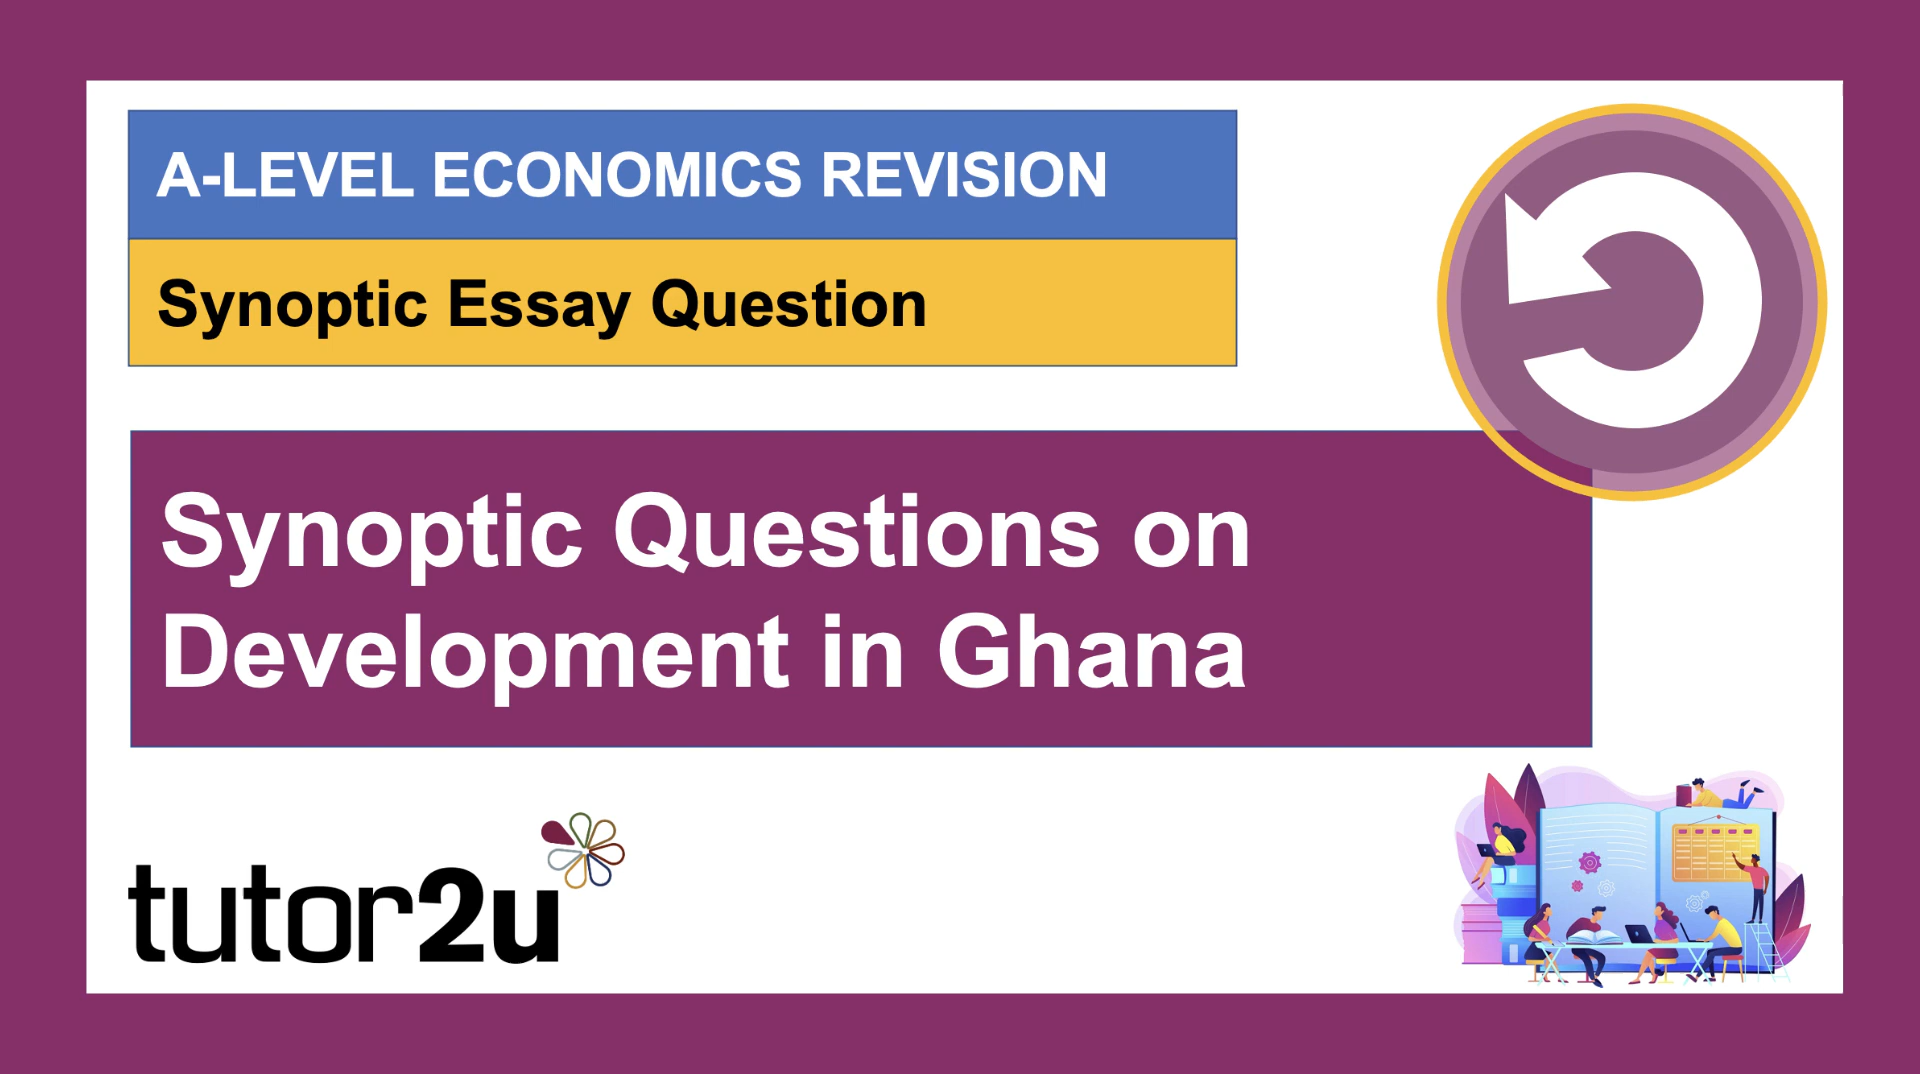 A-LEVEL ECONOMICS REVISION
Synoptic Essay Question
Synoptic Questions on
Development in Ghana
tutor2u